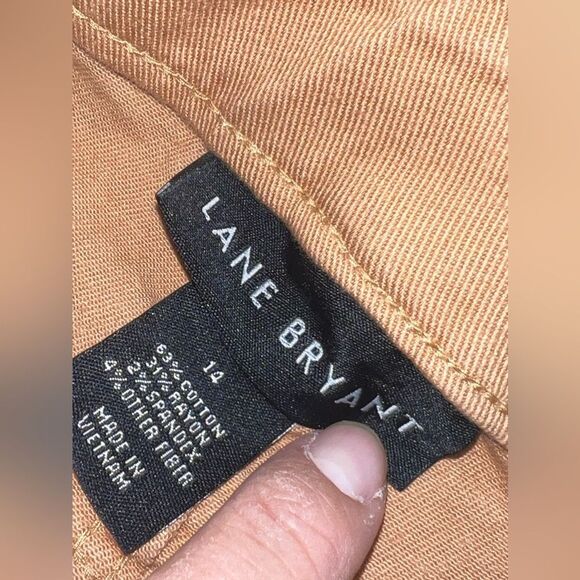 LANE BRYANT
14
63% COTTON
31% RAYON
2% SPANDEX
4% OTHER FIBER
MADE IN
VIETNAM